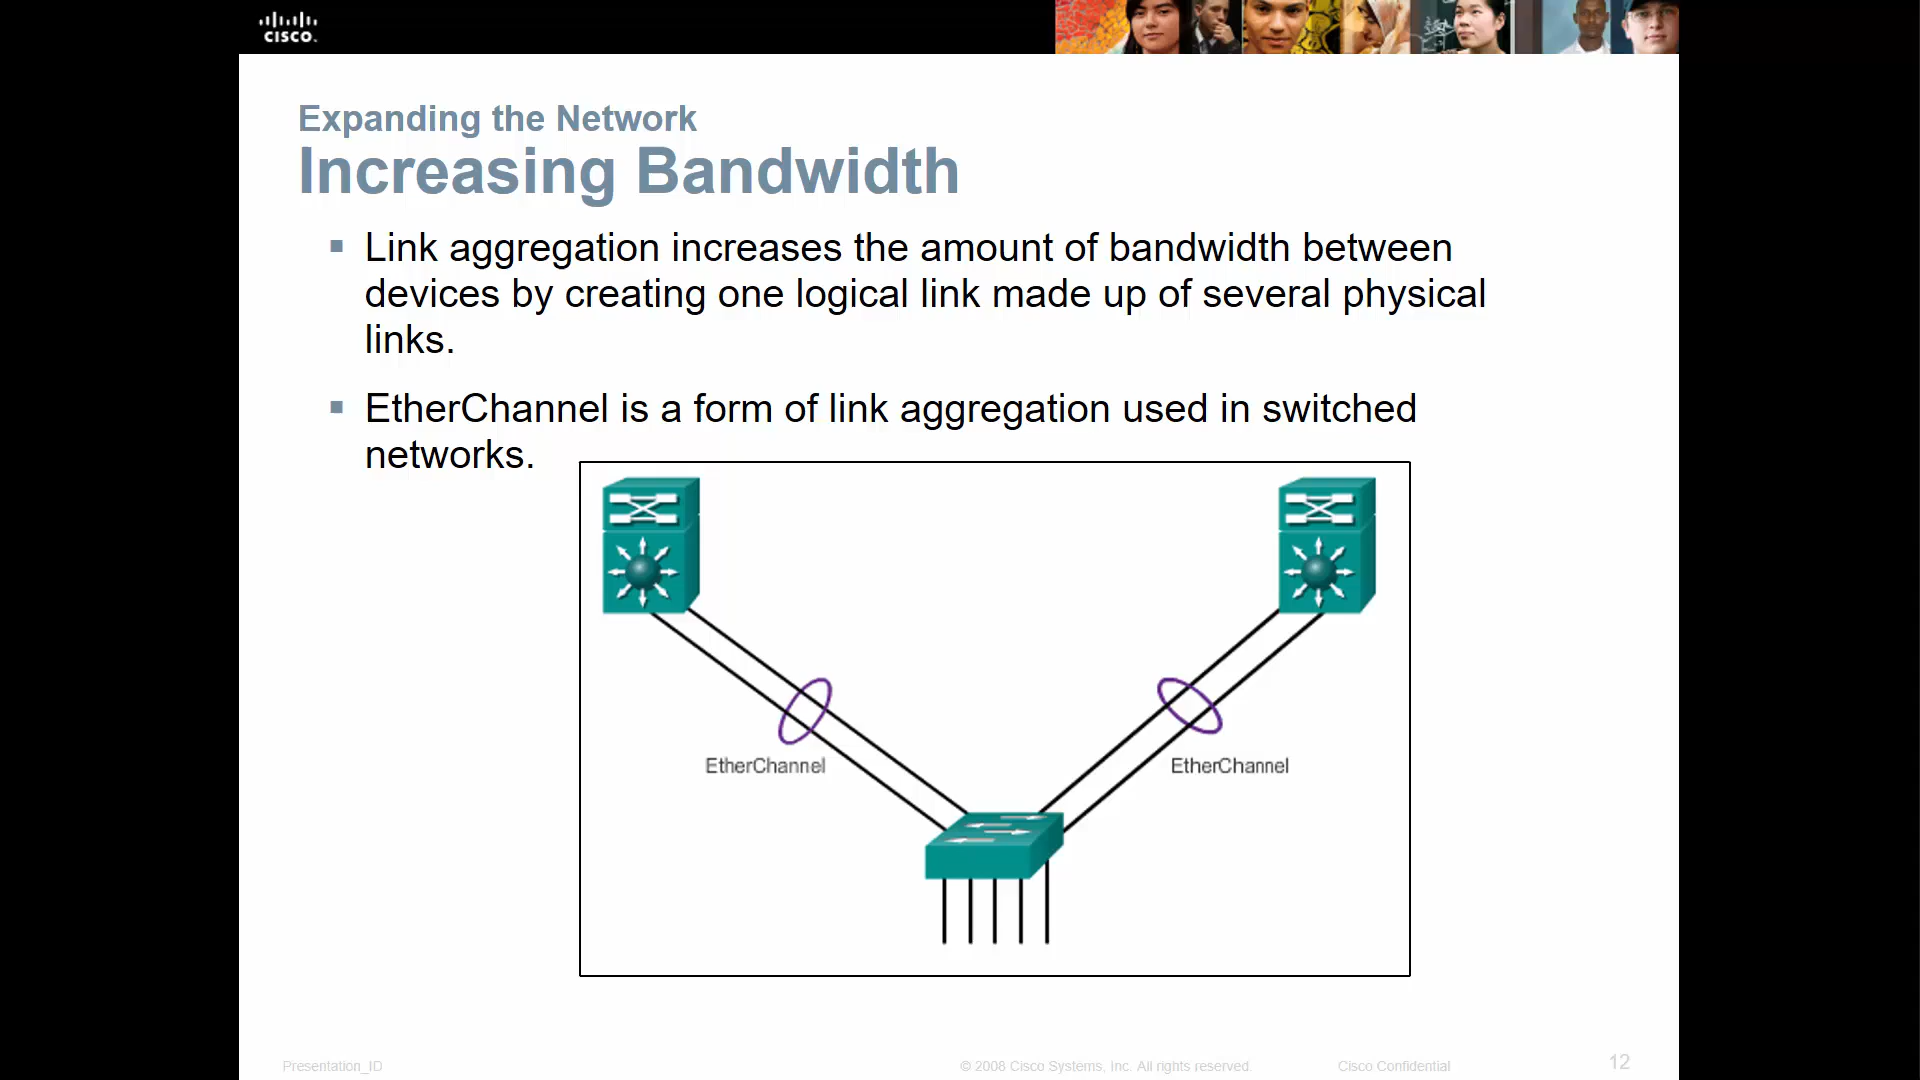 CISCO.
Expanding the Network
Increasing Bandwidth
Link aggregation increases the amount of bandwidth between
devices by creating one logical link made up of several physical
links.
EtherChannel is a form of link aggregation used in switched
networks.
EtherChannel
EtherChannel
Presentation_ID
© 2008 Cisco Systems, Inc. All rights reserved.
Cisco Confidential
12